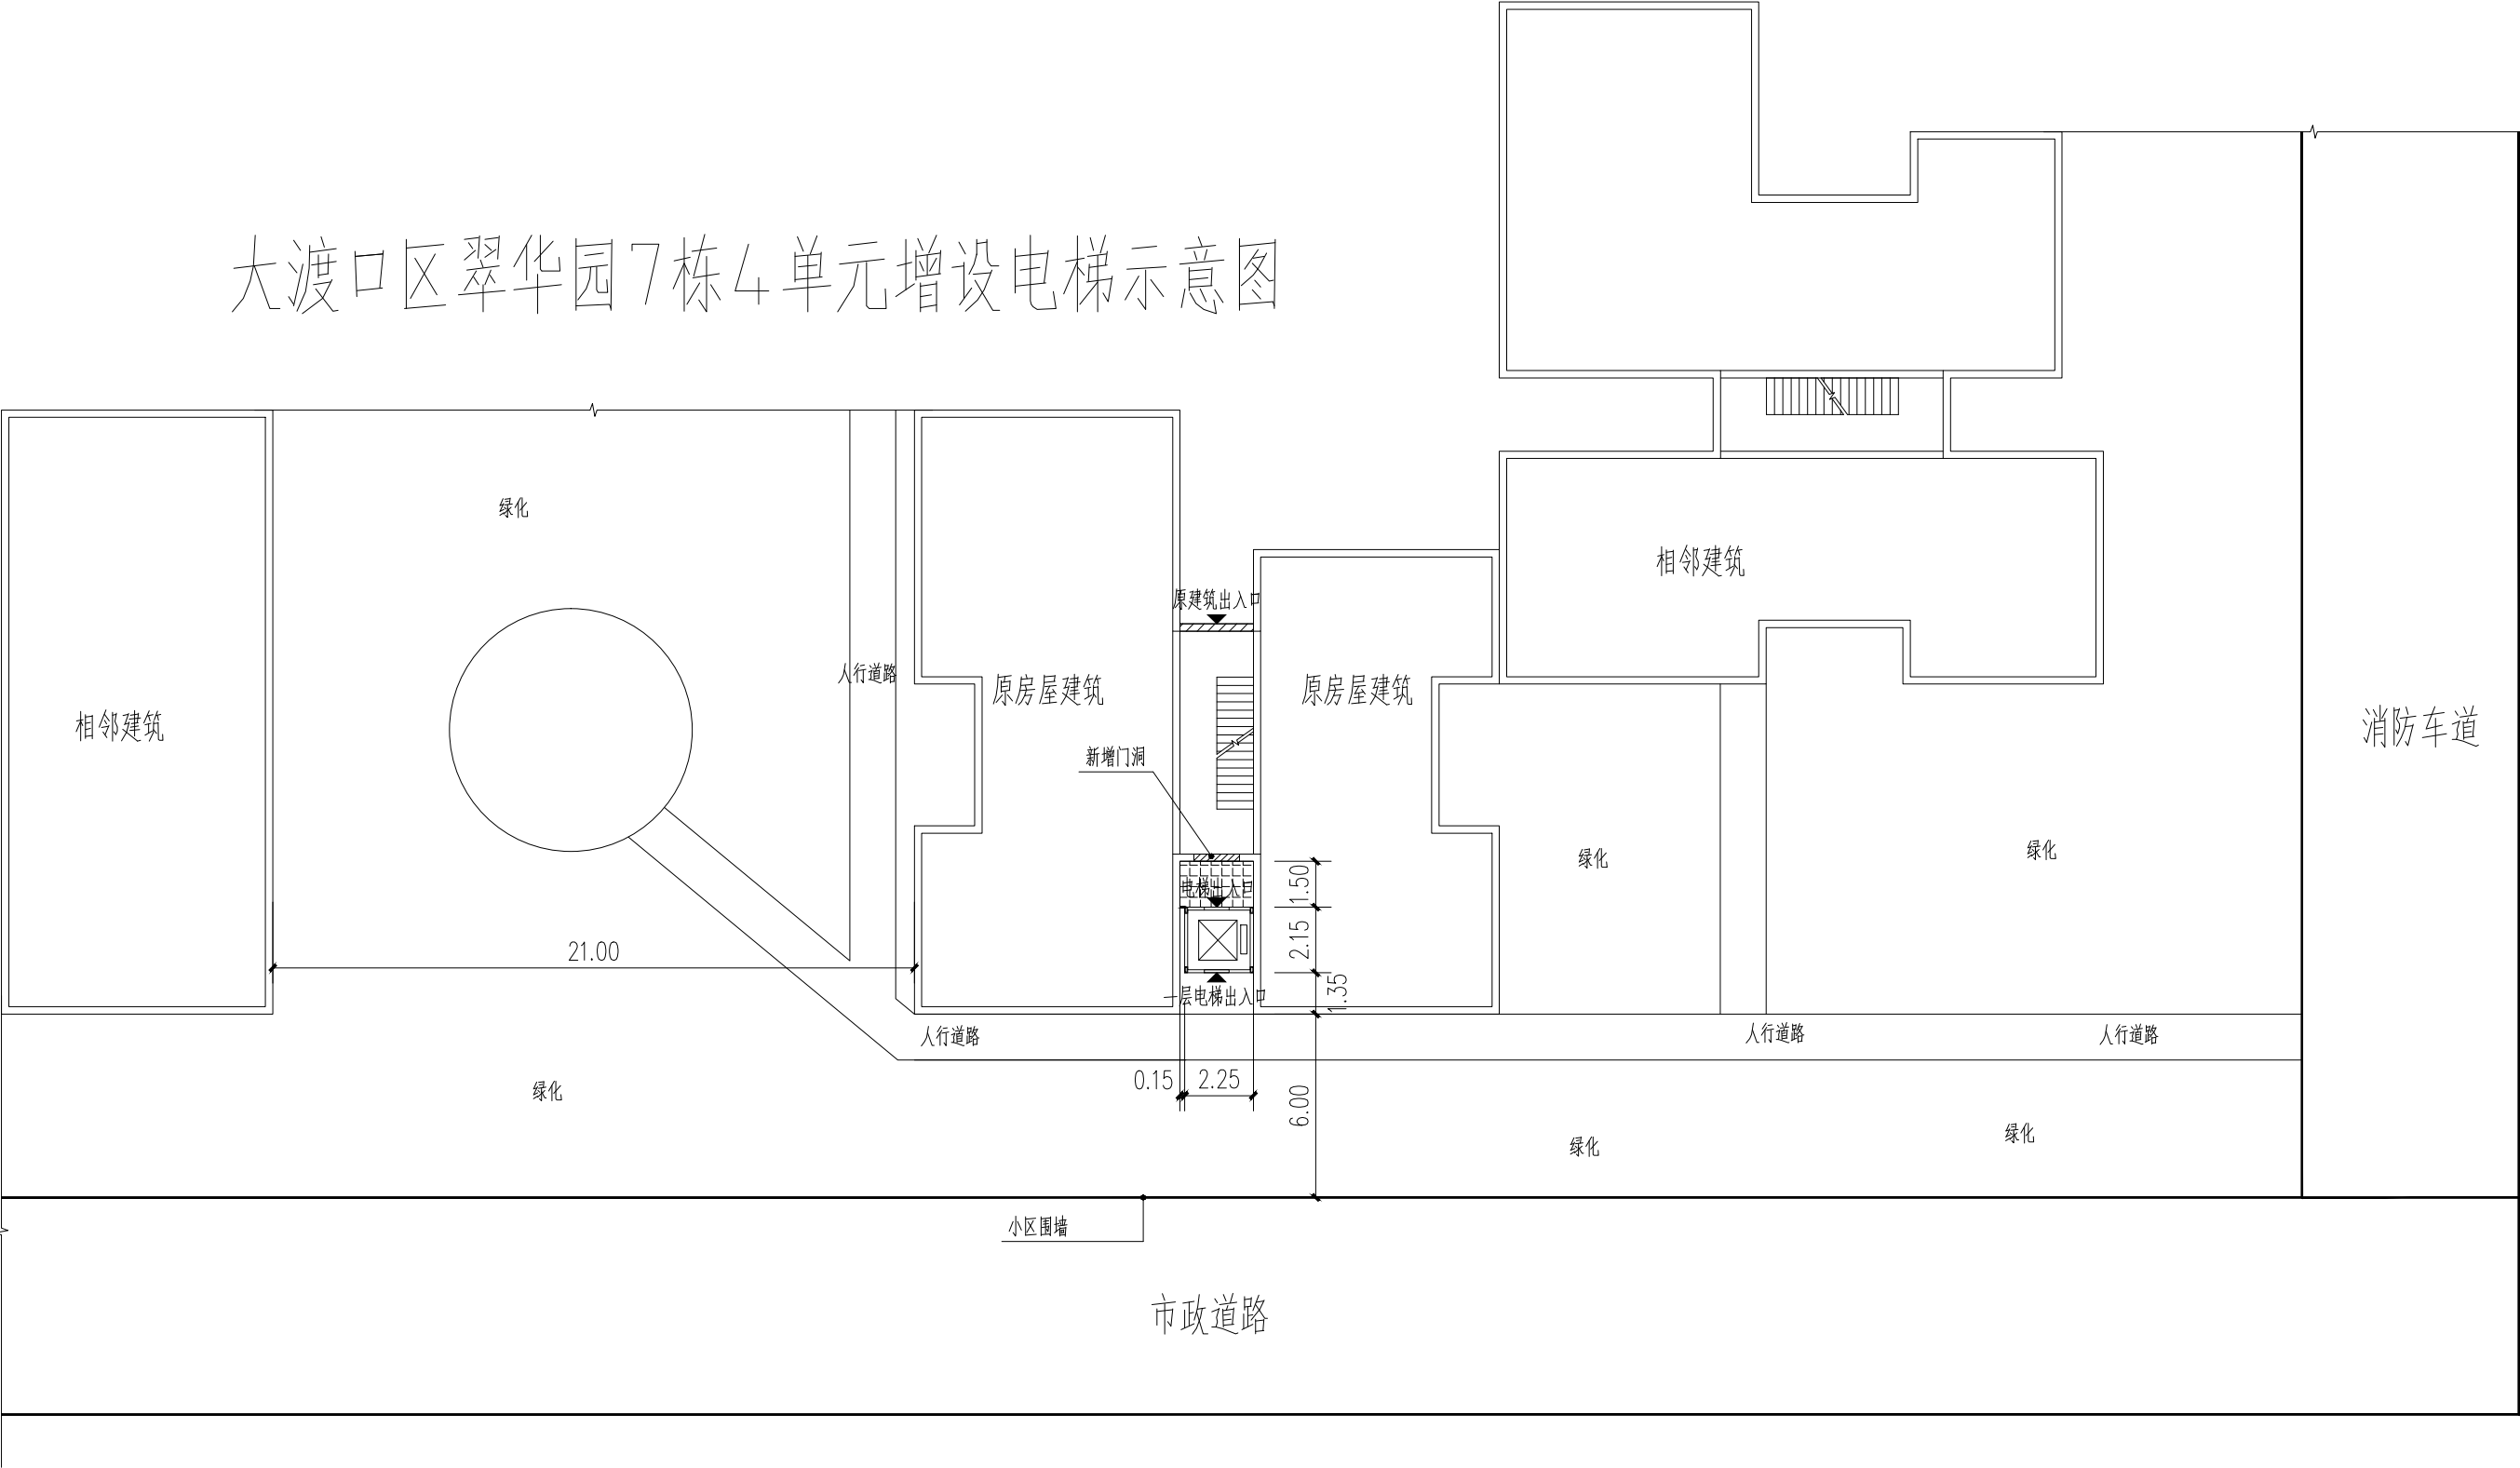 大渡口区翠华园7栋4单元增设电梯示意图
绿化
相邻建筑
原建筑出入口
人行道路
原房屋建筑
原房屋建筑
相邻建筑
消防车道
新增门洞
绿化
绿化
电梯出入口
1.50
2.15
21.00
一层电梯出入口
1.35
人行道路
人行道路
人行道路
0.15
2.25
6.00
绿化
绿化
绿化
小区围墙
市政道路